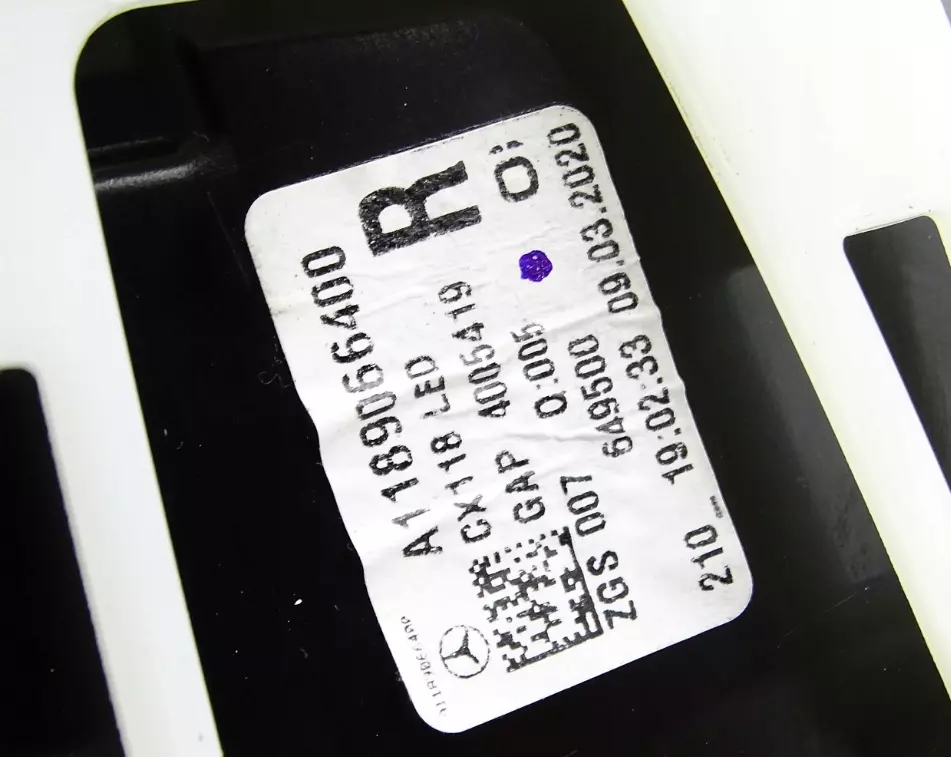 A1189066400
CX118 LED
R
4005419
GAP 0:005
O;
ZGS 007 649500
210 19:02:33 09.03.2020